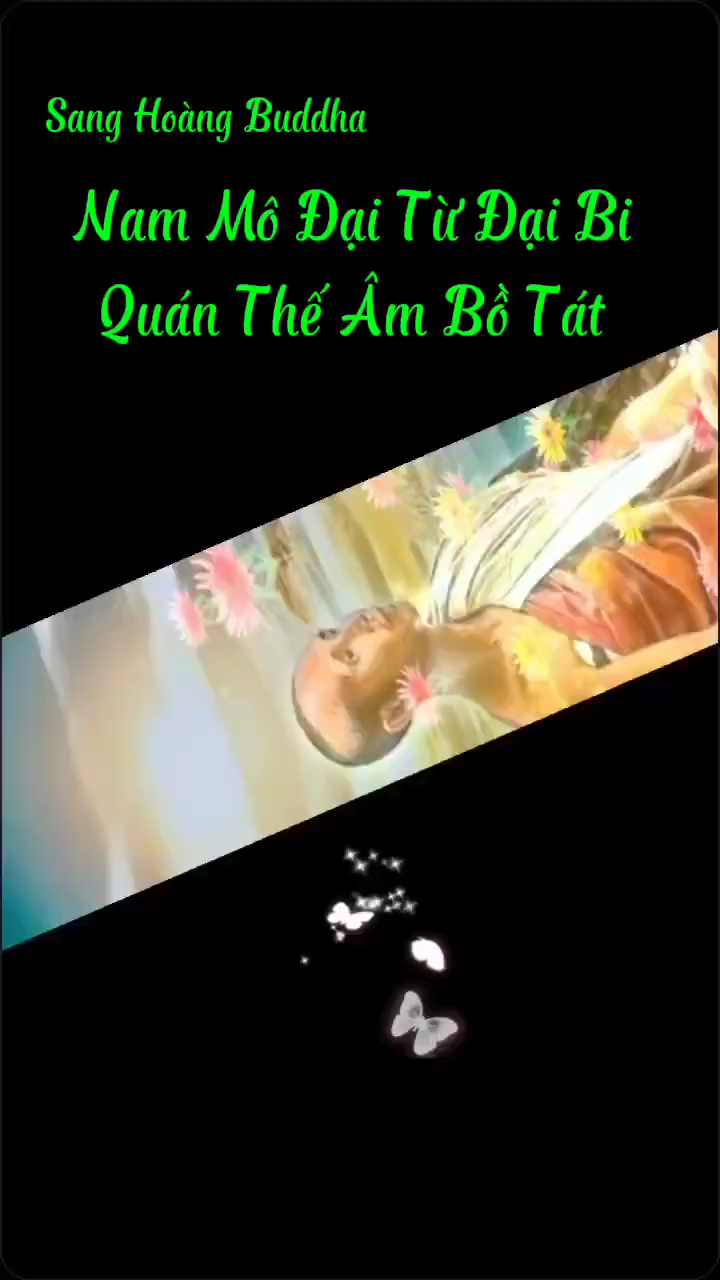 Sang Hoàng Buddha
Nam Mô Đại Từ Đại Bi
Quán Thế Âm Bồ Tát